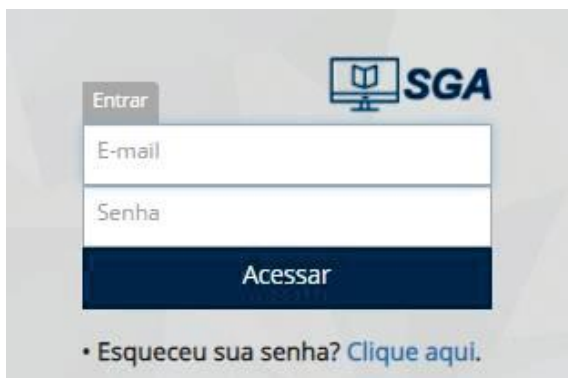 SGA
Entrar
E-mail
Senha
Acessar
• Esqueceu sua senha? Clique aqui.